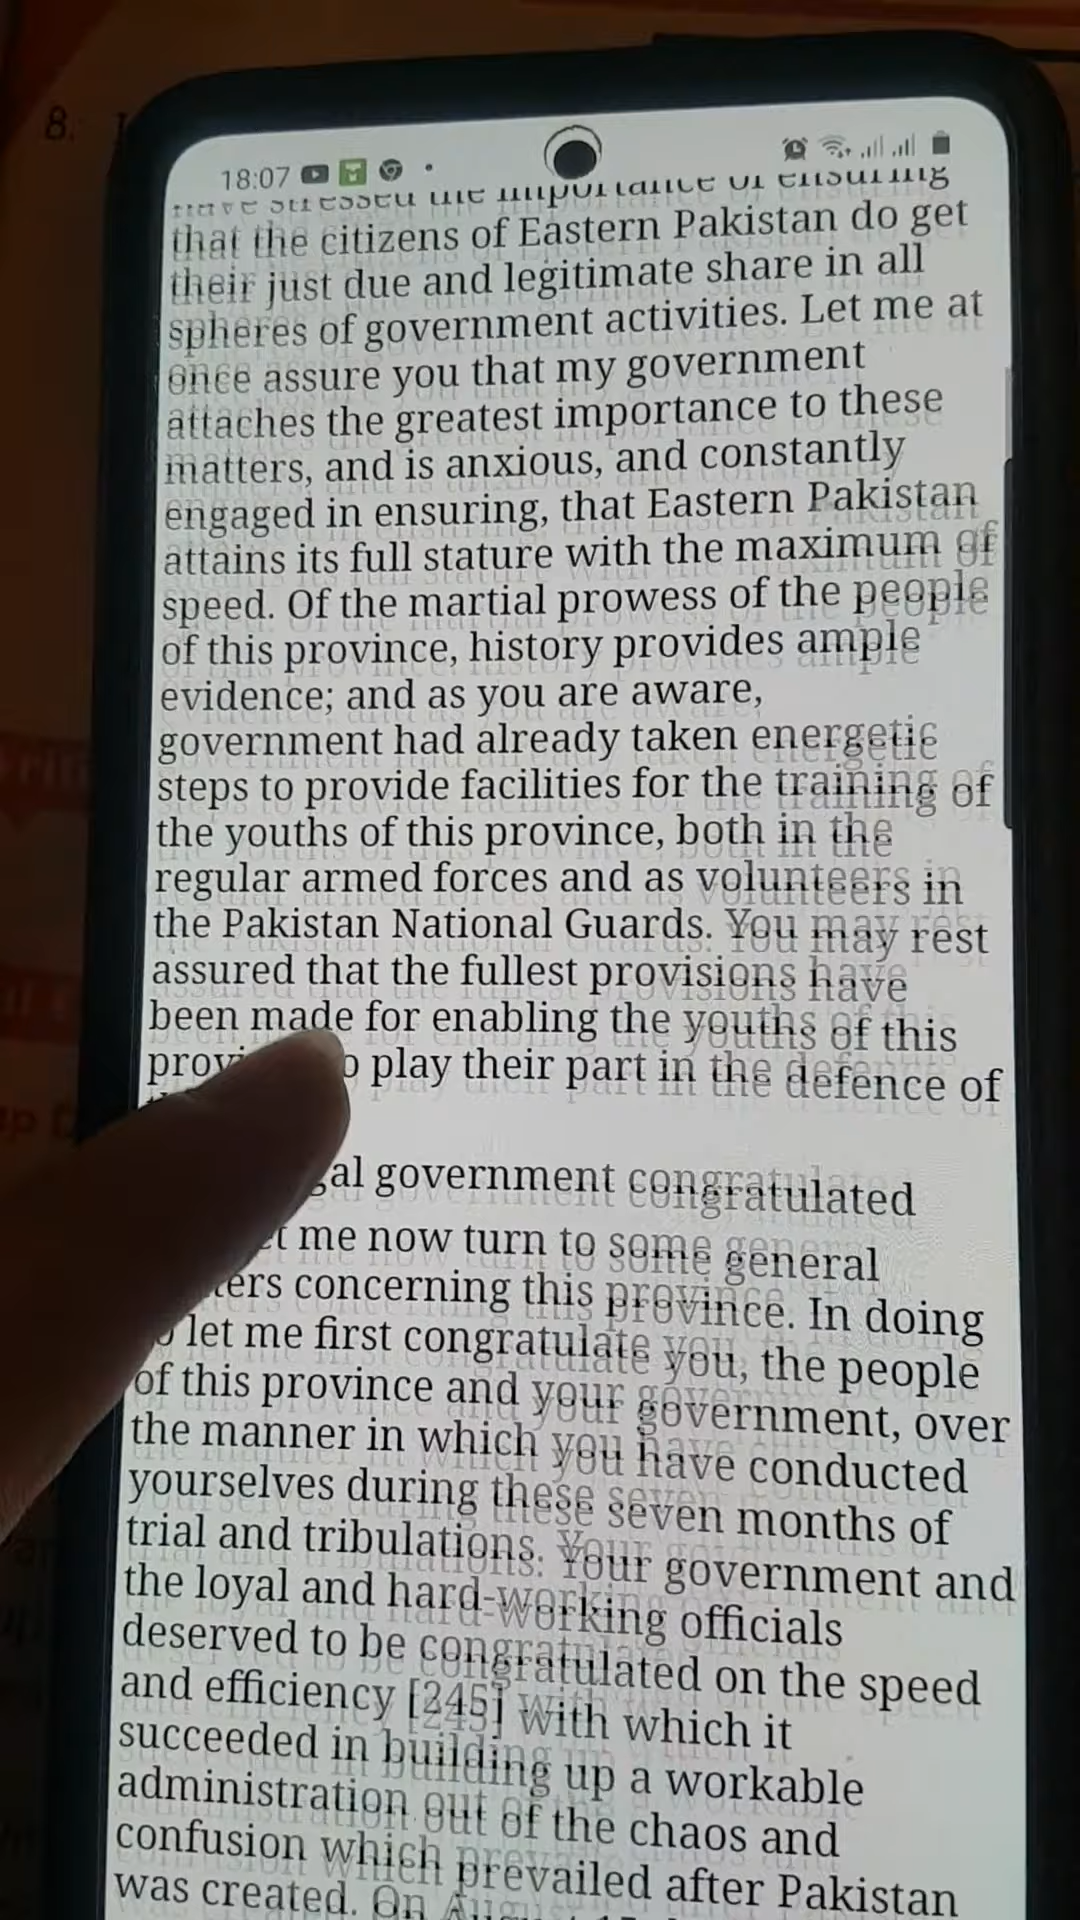 8.
18:07
have stressed the importance of ensuring
that the citizens of Eastern Pakistan do get
their just due and legitimate share in all
spheres of government activities. Let me at
once assure you that my government
attaches the greatest importance to these
matters, and is anxious, and constantly
engaged in ensuring, that Eastern Pakistan
attains its full stature with the maximum of
speed. Of the martial prowess of the people
of this province, history provides ample
evidence; and as you are aware,
government had already taken energetic
steps to provide facilities for the training of
the youths of this province, both in the
regular armed forces and as volunteers in
the Pakistan National Guards. You may rest
assured that the fullest provisions have
been made for enabling the youths of this
play their part in the defence of
government congratulated
me now turn to some general
concerning this province. In doing
let me first congratulate you, the people
of this province and your government, over
the manner in which you have conducted
yourselves during these seven months of
trial and tribulations. Your government and
the loyal and hard-working officials
deserved to be congratulated on the speed
and efficiency [245] with which it
succeeded in building up a workable
administration out of the chaos and
confusion which prevailed after Pakistan
was created. On